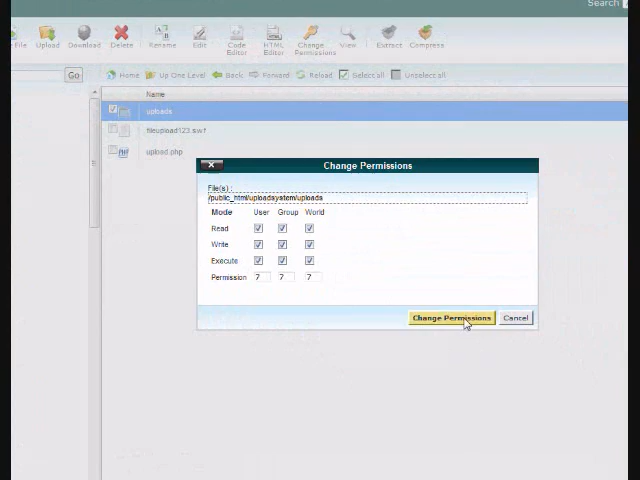 Search
File Upload Download Delete Rename Edit Code Editor HTML Editor Change Permissions View Extract Compress
Go Home Up One Level Back Forward Reload Select all Unselect all
Name
uploads
fileupload123.swf
upload.php
Change Permissions
File(s) :
/public_html/uploadsystem/uploads
Mode User Group World
Read
Write
Execute
Permission 7 7 7
Change Permissions Cancel